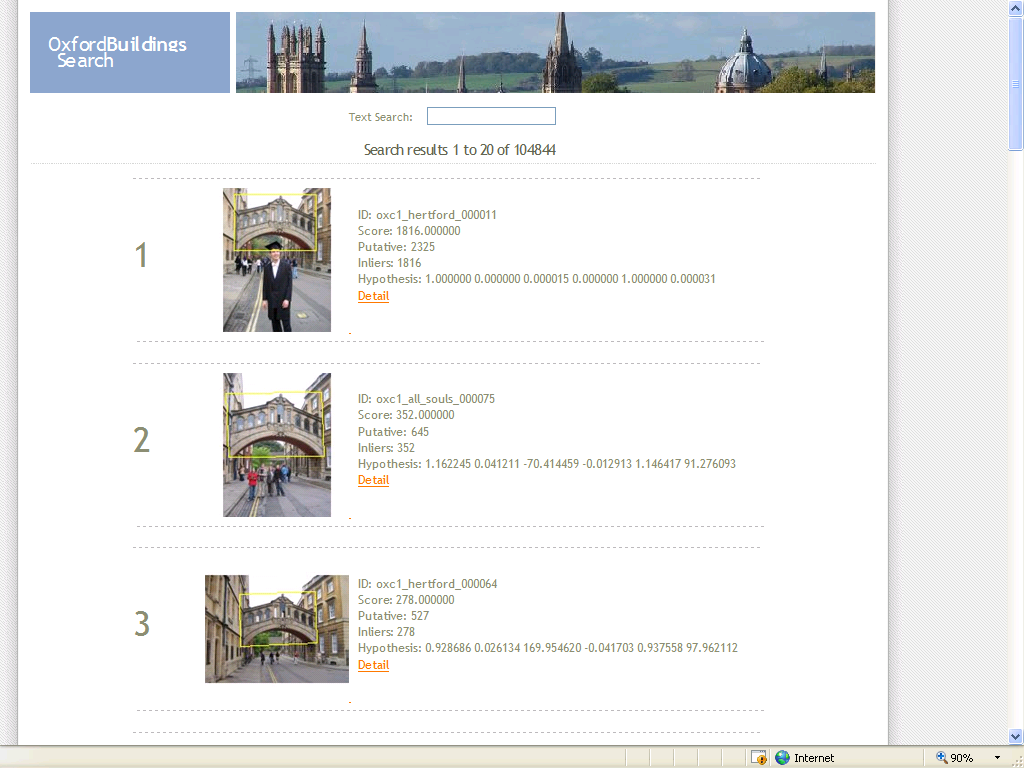 OxfordBuildings
Search
Text Search:
Search results 1 to 20 of 104844
1
ID: oxc1_hertford_000011
Score: 1816.000000
Putative: 2325
Inliers: 1816
Hypothesis: 1.000000 0.000000 0.000015 0.000000 1.000000 0.000031
Detail
2
ID: oxc1_all_souls_000075
Score: 352.000000
Putative: 645
Inliers: 352
Hypothesis: 1.162245 0.041211 -70.414459 -0.012913 1.146417 91.276093
Detail
3
ID: oxc1_hertford_000064
Score: 278.000000
Putative: 527
Inliers: 278
Hypothesis: 0.928686 0.026134 169.954620 -0.041703 0.937558 97.962112
Detail
Internet
90%